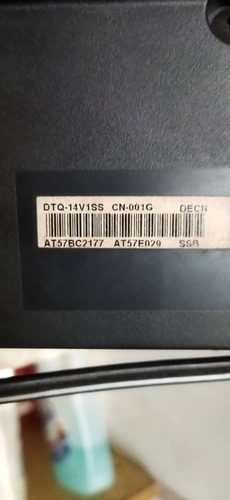 DTQ-14V1SS CN-001G DECN
AT57BC2177 AT57E029 SSB